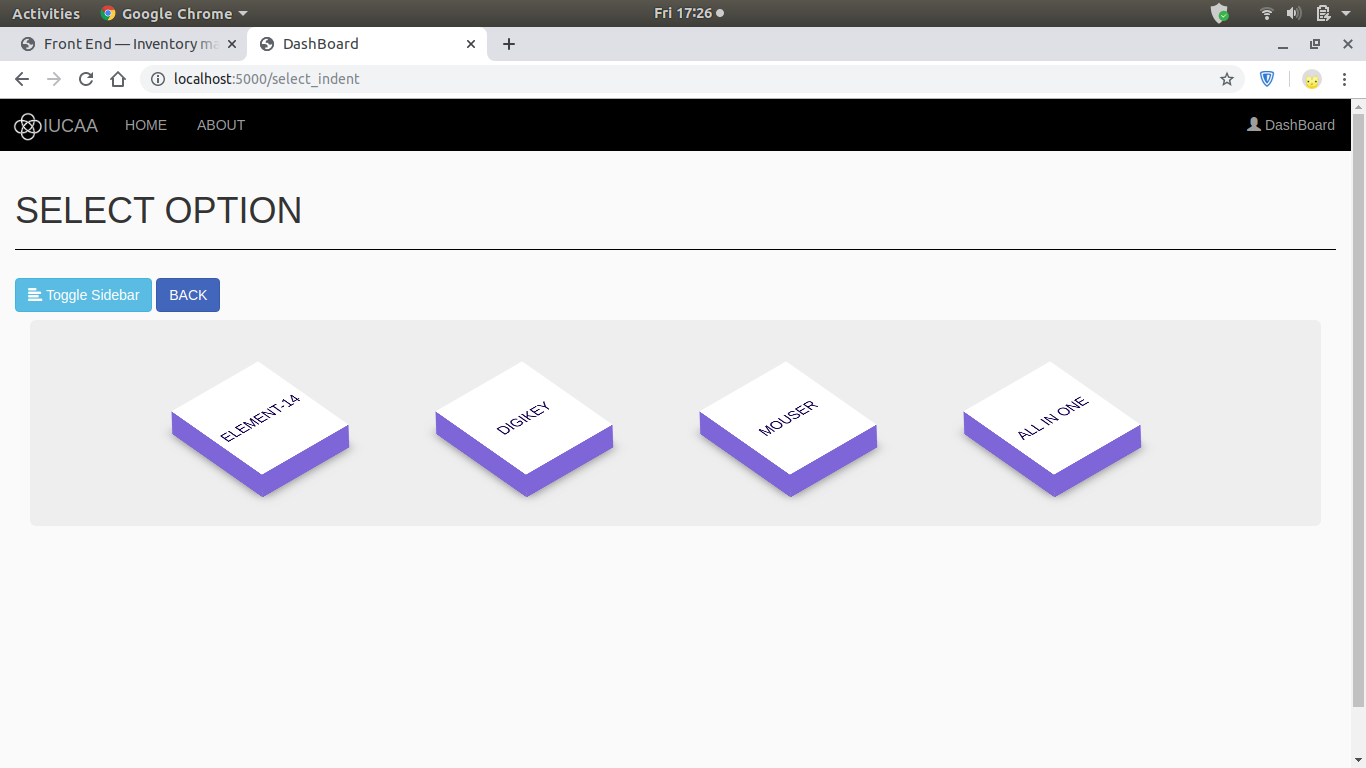 Activities Google Chrome Fri 17:26
Front End — Inventory ma DashBoard
localhost:5000/select_indent
IUCAA HOME ABOUT DashBoard
SELECT OPTION
Toggle Sidebar BACK
ELEMENT-14 DIGIKEY MOUSER ALL IN ONE